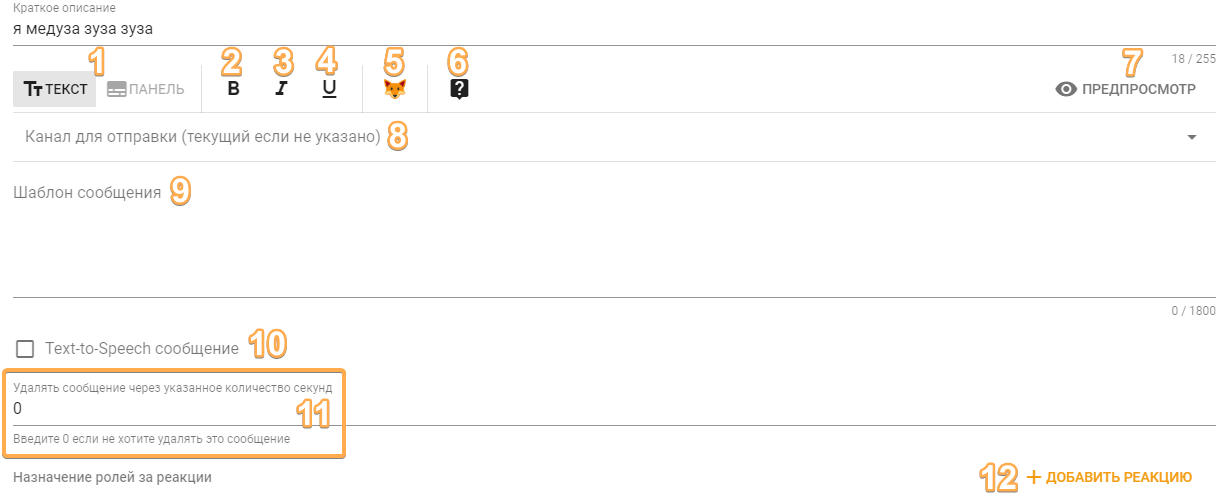 Краткое описание
я медуза зуза зуза
18 / 255
1 2 3 4 5 6 7
ТЕКСТ ПАНЕЛЬ B I U ? ПРЕДПРОСМОТР
Канал для отправки (текущий если не указано) 8
Шаблон сообщения 9
0 / 1800
Text-to-Speech сообщение 10
Удалять сообщение через указанное количество секунд
0 11
Введите 0 если не хотите удалять это сообщение
Назначение ролей за реакции 12 + ДОБАВИТЬ РЕАКЦИЮ